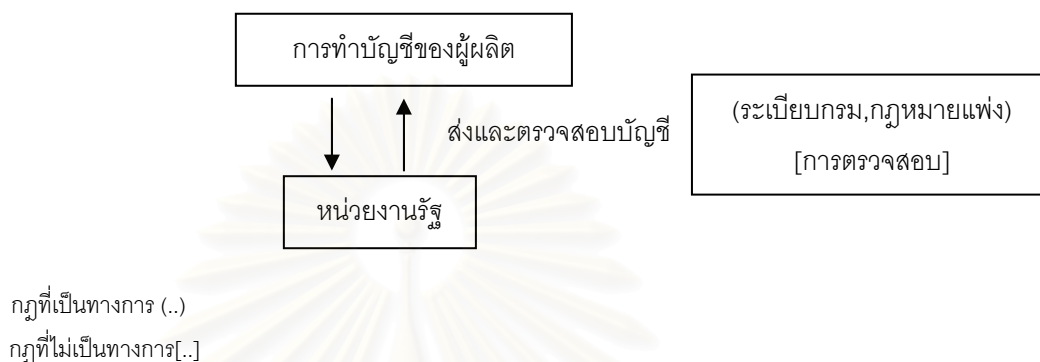 การทำบัญชีของผู้ผลิต
ส่งและตรวจสอบบัญชี
(ระเบียบกรม,กฎหมายแพ่ง)
[การตรวจสอบ]
หน่วยงานรัฐ
กฎที่เป็นทางการ (..)
กฎที่ไม่เป็นทางการ[..]